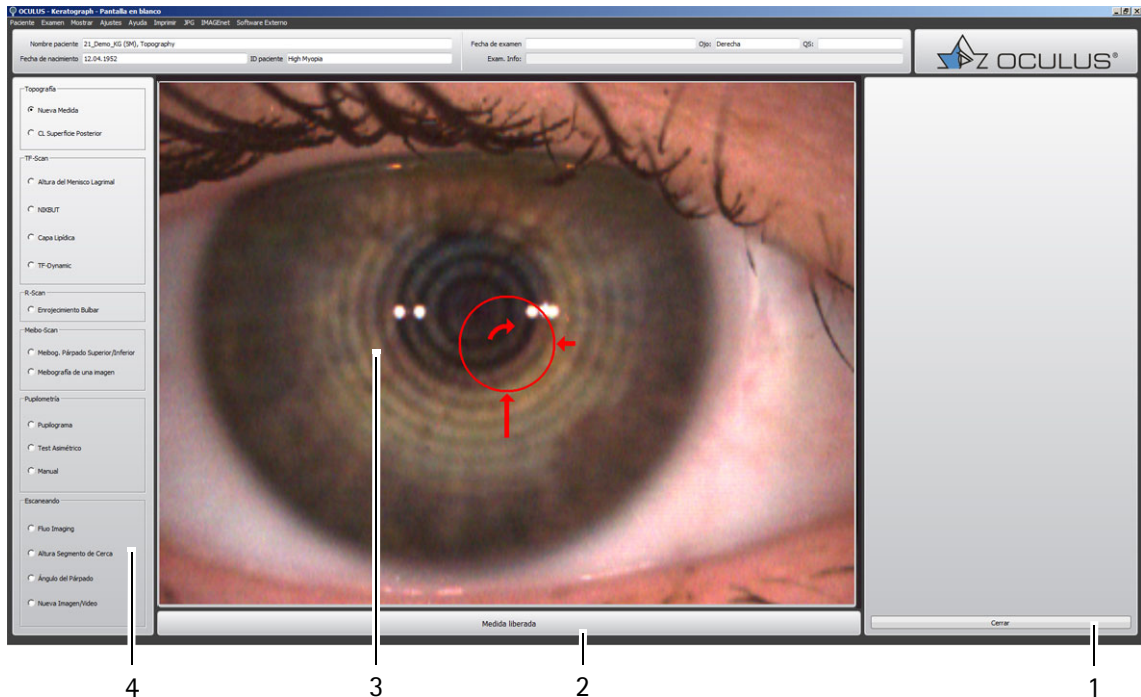 OCULUS - Keratograph - Pantalla en blanco
Paciente Examen Mostrar Ajustes Ayuda Imprimir JPG IMAGEnet Software Externo
Nombre paciente 21_Demo_KG (5M), Topography
Fecha de nacimiento 12.04.1952 ID paciente High Myopia
Fecha de examen Ojo: Derecha QS:
Exam. Info:
OCULUS®
Topografía
Nueva Medida
CL Superficie Posterior
TF-Scan
Altura del Menisco Lagrimal
NIKBUT
Capa Lipídica
TF-Dynamic
R-Scan
Enrojecimiento Bulbar
Meibo-Scan
Meibog. Párpado Superior/Inferior
Meibografía de una imagen
Pupilometría
Pupilograma
Test Asimétrico
Manual
Escaneando
Fluo Imaging
Altura Segmento de Cerca
Ángulo del Párpado
Nueva Imagen/Video
Medida liberada
Cerrar
4 3 2 1